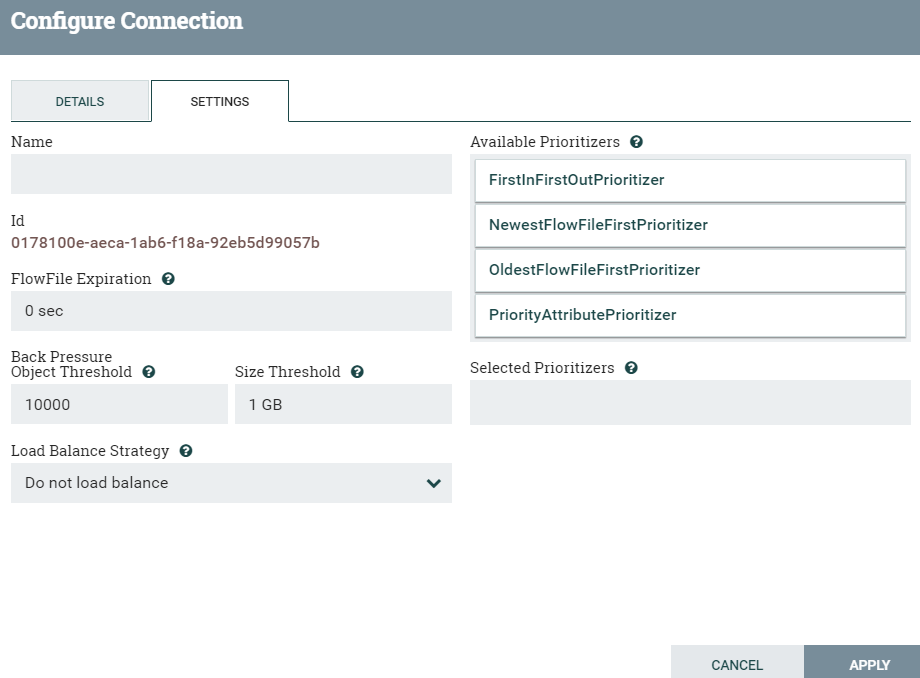 Configure Connection
DETAILS
SETTINGS
Name
Id
0178100e-aeca-1ab6-f18a-92eb5d99057b
FlowFile Expiration
0 sec
Back Pressure
Object Threshold
Size Threshold
10000
1 GB
Load Balance Strategy
Do not load balance
Available Prioritizers
FirstInFirstOutPrioritizer
NewestFlowFileFirstPrioritizer
OldestFlowFileFirstPrioritizer
PriorityAttributePrioritizer
Selected Prioritizers
CANCEL
APPLY